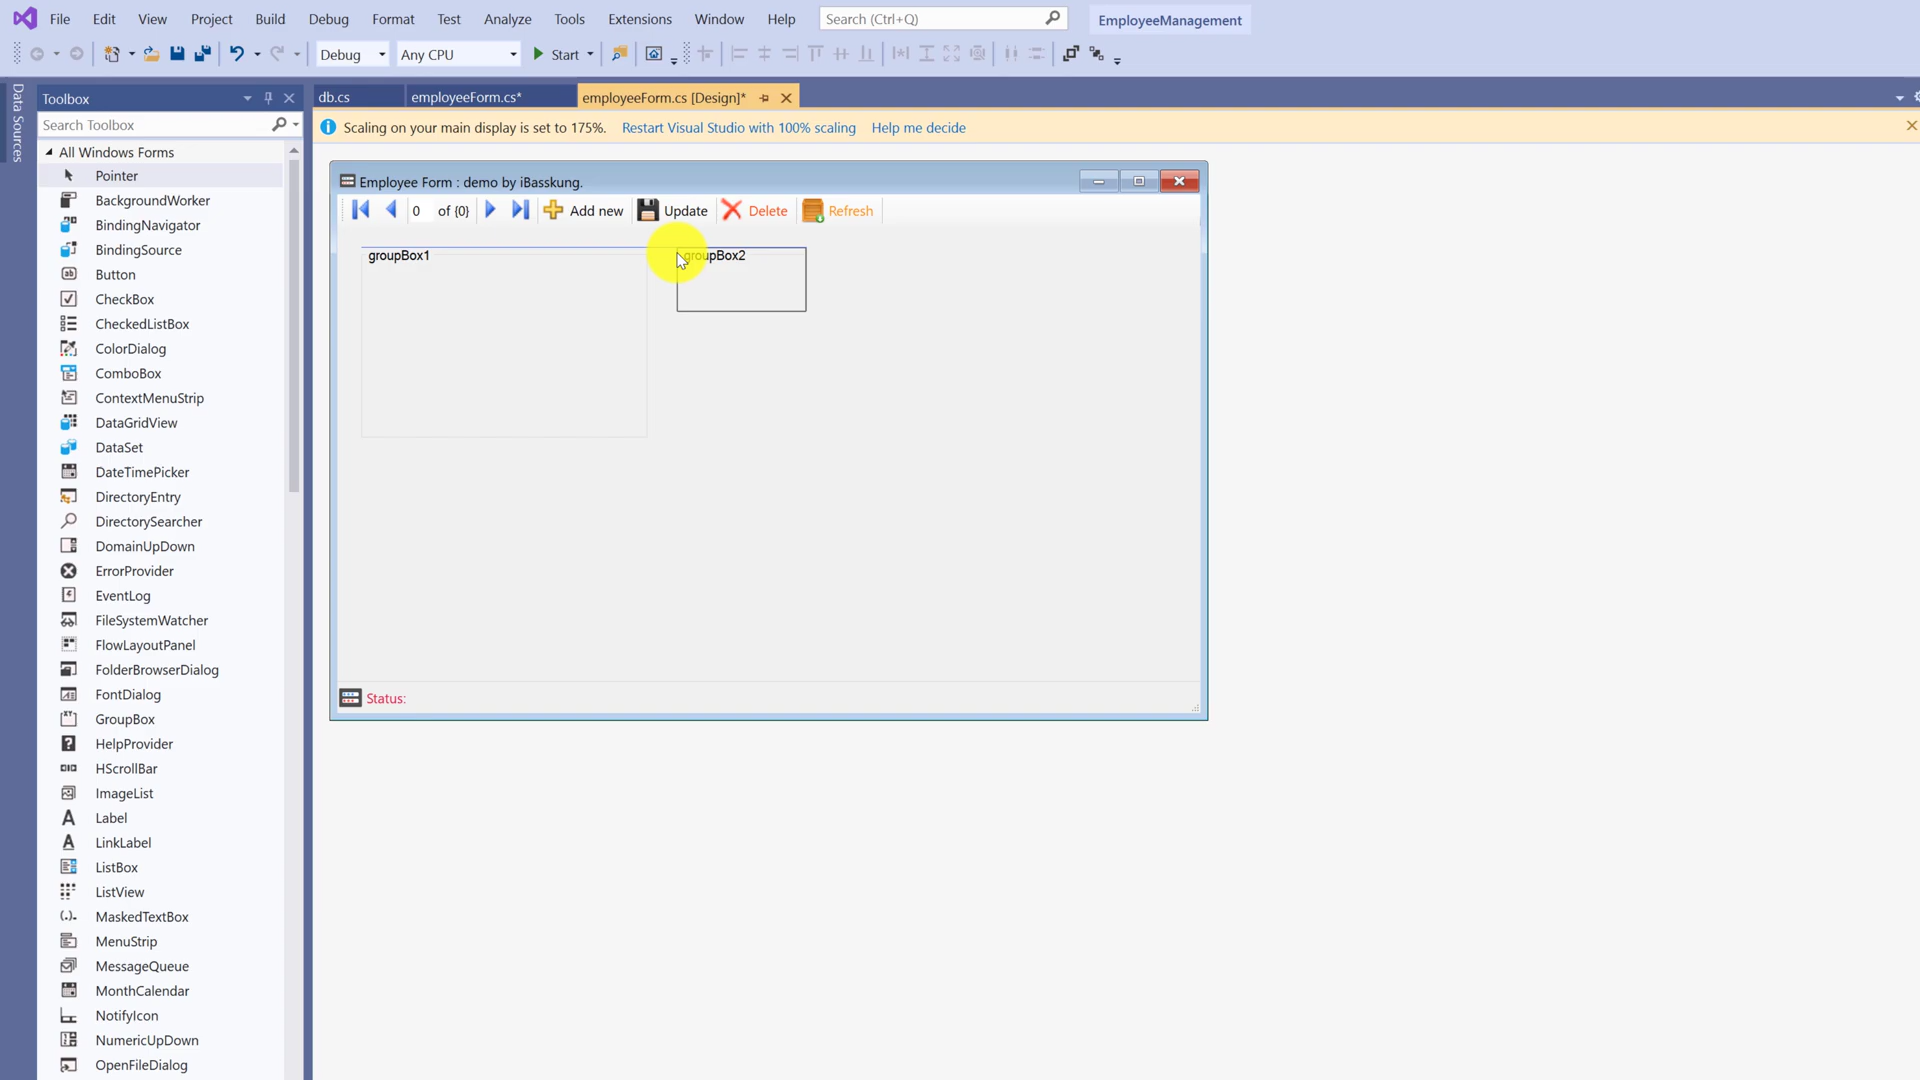 File Edit View Project Build Debug Format Test Analyze Tools Extensions Window Help Search (Ctrl+Q) EmployeeManagement
Debug Any CPU Start
Data Sources
Toolbox
db.cs employeeForm.cs* employeeForm.cs [Design]*
Search Toolbox
Scaling on your main display is set to 175%. Restart Visual Studio with 100% scaling Help me decide
All Windows Forms
Pointer
BackgroundWorker
BindingNavigator
BindingSource
Button
CheckBox
CheckedListBox
ColorDialog
ComboBox
ContextMenuStrip
DataGridView
DataSet
DateTimePicker
DirectoryEntry
DirectorySearcher
DomainUpDown
ErrorProvider
EventLog
FileSystemWatcher
FlowLayoutPanel
FolderBrowserDialog
FontDialog
GroupBox
HelpProvider
HScrollBar
ImageList
Label
LinkLabel
ListBox
ListView
MaskedTextBox
MenuStrip
MessageQueue
MonthCalendar
NotifyIcon
NumericUpDown
OpenFileDialog
Employee Form : demo by iBasskung.
0 of {0} Add new Update Delete Refresh
groupBox1 groupBox2
Status: